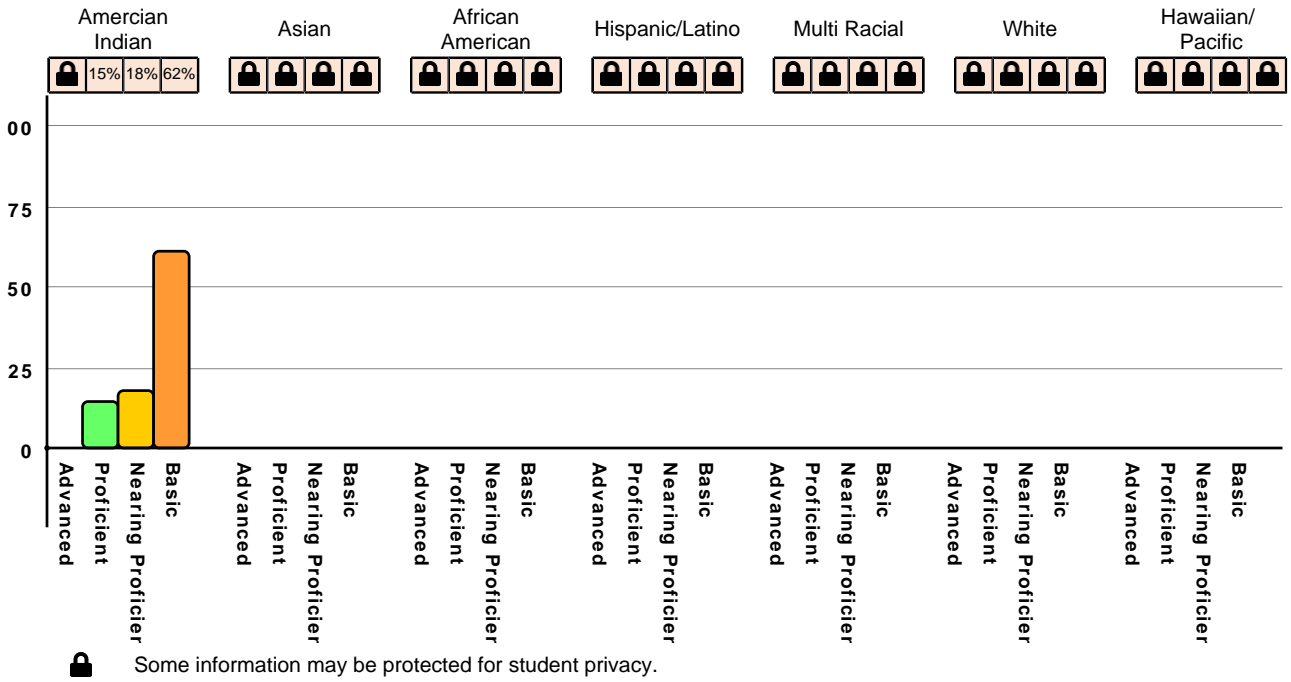 Amercian
Indian
Asian
African
American
Hispanic/Latino
Multi Racial
White
Hawaiian/
Pacific
15% 18% 62%
00
75
50
25
0
Advanced
Proficient
Nearing Proficier
Basic
Advanced
Proficient
Nearing Proficier
Basic
Advanced
Proficient
Nearing Proficier
Basic
Advanced
Proficient
Nearing Proficier
Basic
Advanced
Proficient
Nearing Proficier
Basic
Advanced
Proficient
Nearing Proficier
Basic
Advanced
Proficient
Nearing Proficier
Basic
Some information may be protected for student privacy.